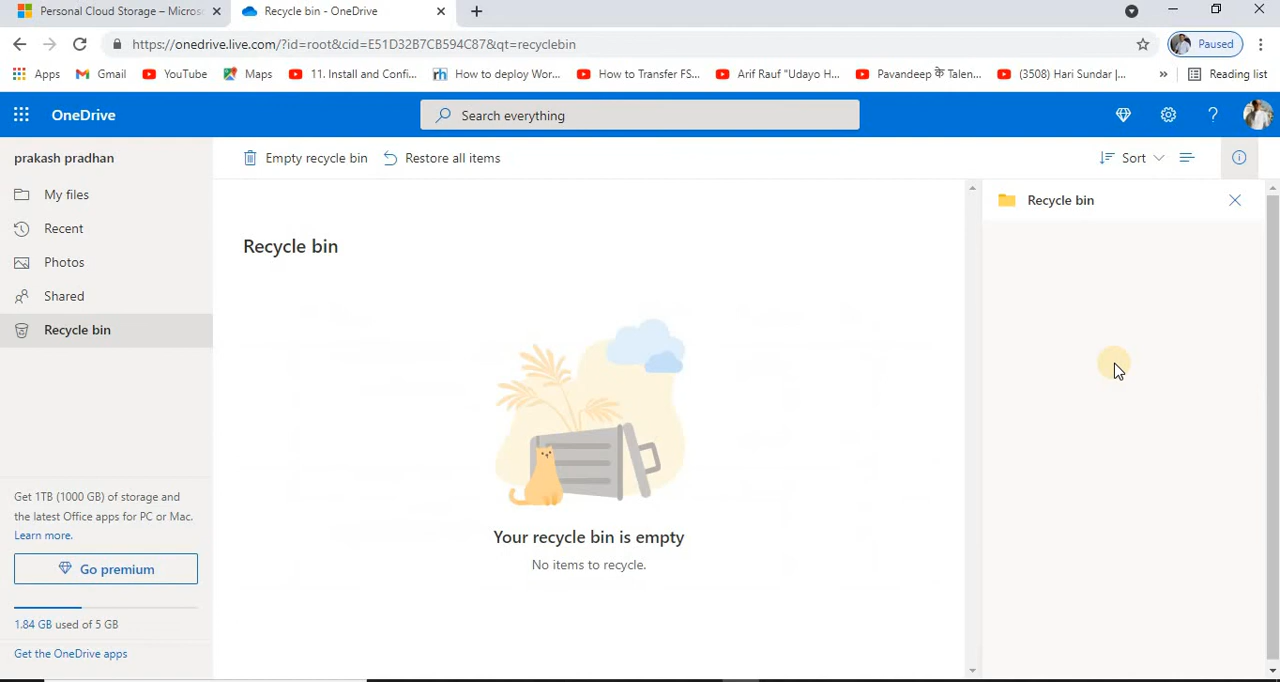 Personal Cloud Storage – Micros
Recycle bin - OneDrive
https://onedrive.live.com/?id=root&cid=E51D32B7CB594C87&qt=recyclebin
Paused
Apps
Gmail
YouTube
Maps
11. Install and Confi...
How to deploy Wor...
How to Transfer FS...
Arif Rauf "Udayo H...
Pavandeep के Talen...
(3508) Hari Sundar |...
»
Reading list
OneDrive
Search everything
?
prakash pradhan
Empty recycle bin
Restore all items
Sort
My files
Recent
Photos
Shared
Recycle bin
Recycle bin
Recycle bin
Your recycle bin is empty
No items to recycle.
Get 1TB (1000 GB) of storage and
the latest Office apps for PC or Mac.
Learn more.
Go premium
1.84 GB used of 5 GB
Get the OneDrive apps